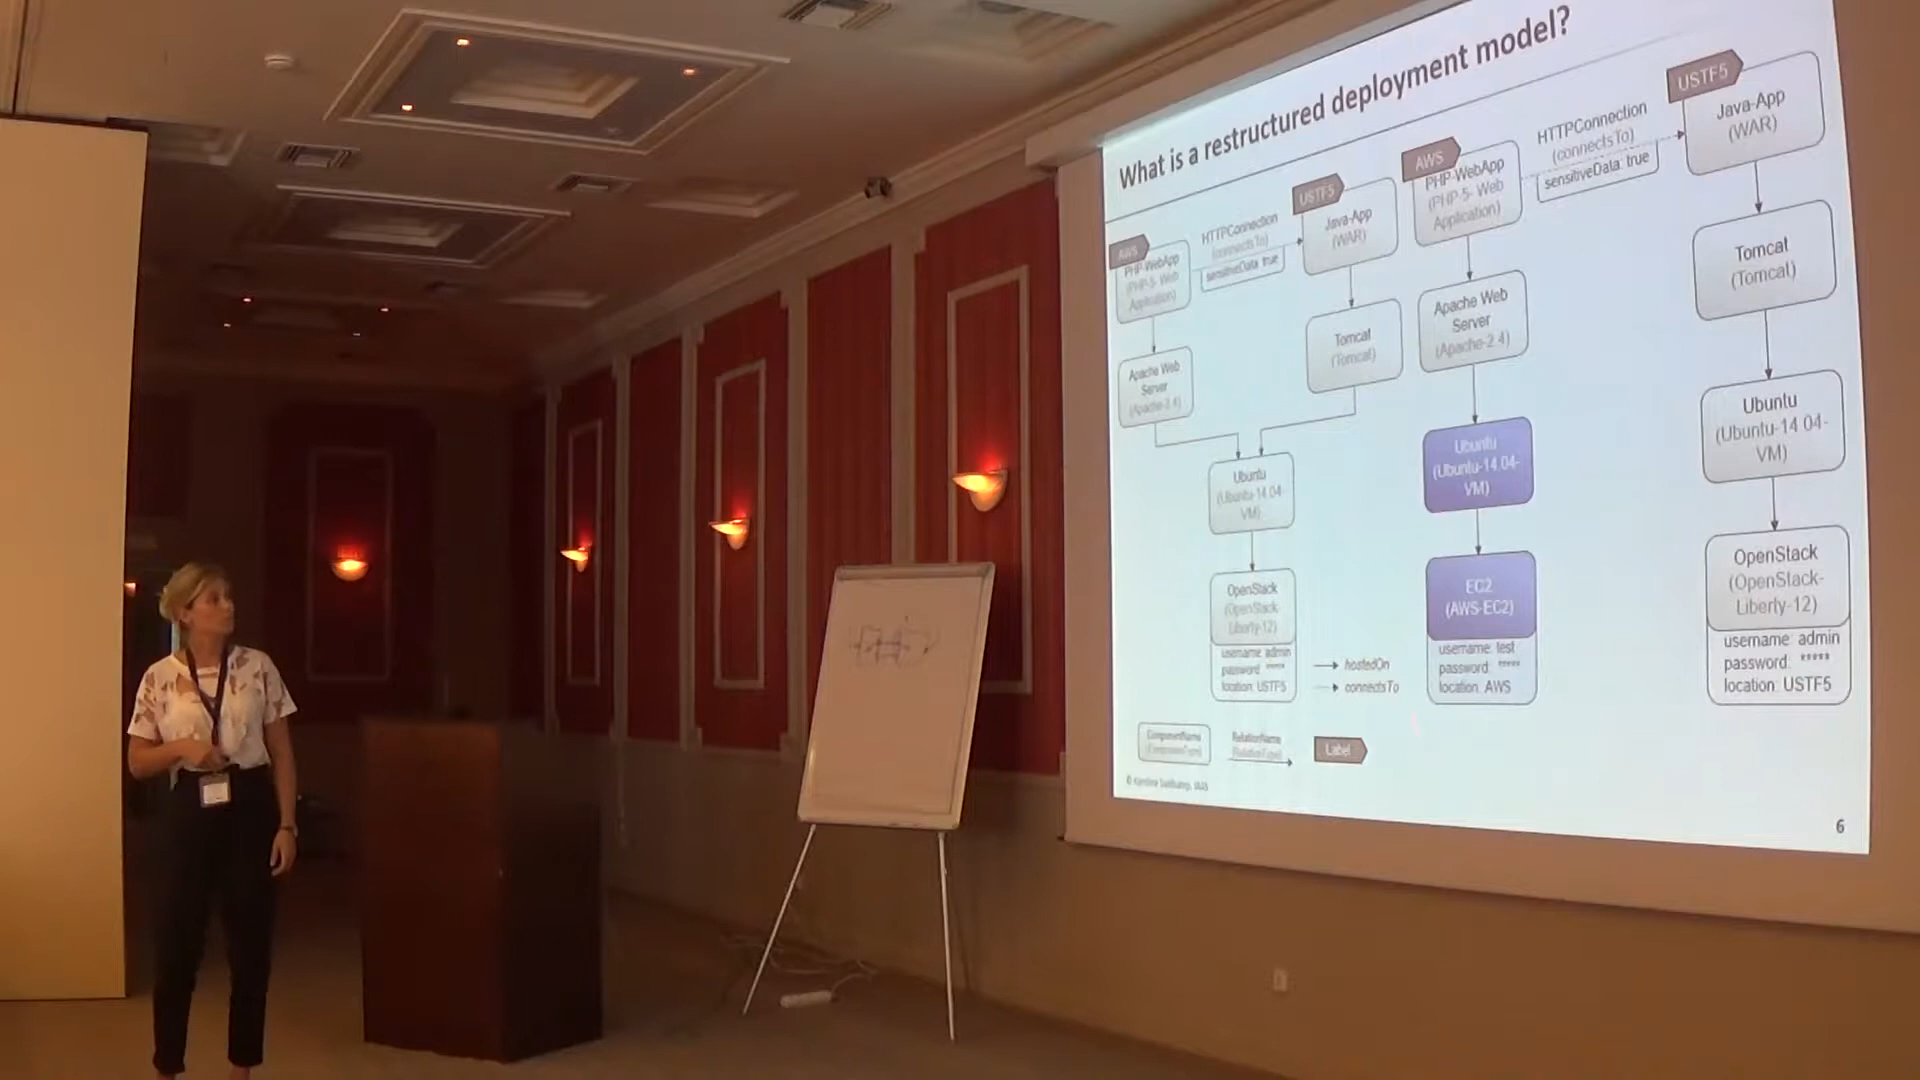 What is a restructured deployment model?
AWS
PHP-WebApp
(PHP-5- Web
Application)
HTTPConnection
(connectsTo)
sensitiveData: true
USTF5
Java-App
(WAR)
Apache Web
Server
(Apache-2.4)
Tomcat
(Tomcat)
Ubuntu
(Ubuntu-14.04-
VM)
OpenStack
(OpenStack-
Liberty-12)
username: admin
password: *****
location: USTF5
hostedOn
connectsTo
AWS
PHP-WebApp
(PHP-5- Web
Application)
HTTPConnection
(connectsTo)
sensitiveData: true
USTF5
Java-App
(WAR)
Apache Web
Server
(Apache-2.4)
Tomcat
(Tomcat)
Ubuntu
(Ubuntu-14.04-
VM)
Ubuntu
(Ubuntu-14.04-
VM)
EC2
(AWS-EC2)
username: test
password: *****
location: AWS
OpenStack
(OpenStack-
Liberty-12)
username: admin
password: *****
location: USTF5
ComponentName
(ComponentType)
RelationName
(RelationType)
Label
6